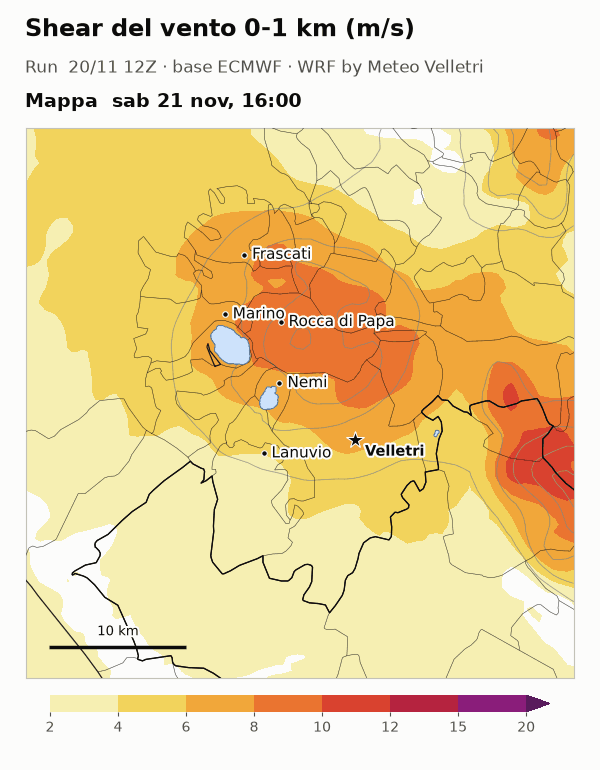 Shear del vento 0-1 km (m/s)
Run 20/11 12Z · base ECMWF · WRF by Meteo Velletri
Mappa sab 21 nov, 16:00
Frascati
Marino
Rocca di Papa
Nemi
Velletri
Lanuvio
10 km
2 4 6 8 10 12 15 20